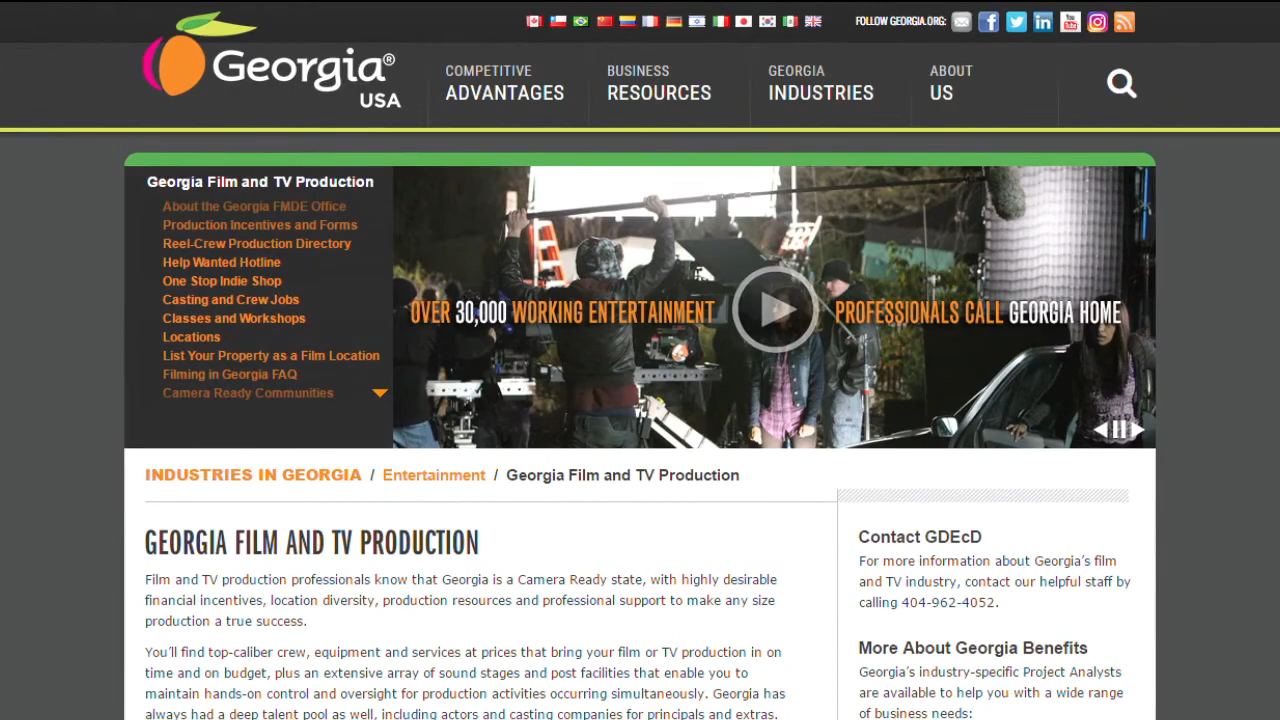 Georgia®
USA
FOLLOW GEORGIA.ORG:
COMPETITIVE
ADVANTAGES
BUSINESS
RESOURCES
GEORGIA
INDUSTRIES
ABOUT
US
Georgia Film and TV Production
About the Georgia FMDE Office
Production Incentives and Forms
Reel-Crew Production Directory
Help Wanted Hotline
One Stop Indie Shop
Casting and Crew Jobs
Classes and Workshops
Locations
List Your Property as a Film Location
Filming in Georgia FAQ
Camera Ready Communities
OVER 30,000 WORKING ENTERTAINMENT PROFESSIONALS CALL GEORGIA HOME
INDUSTRIES IN GEORGIA / Entertainment / Georgia Film and TV Production
GEORGIA FILM AND TV PRODUCTION
Film and TV production professionals know that Georgia is a Camera Ready state, with highly desirable
financial incentives, location diversity, production resources and professional support to make any size
production a true success.
You'll find top-caliber crew, equipment and services at prices that bring your film or TV production in on
time and on budget, plus an extensive array of sound stages and post facilities that enable you to
maintain hands-on control and oversight for production activities occurring simultaneously. Georgia has
always had a deep talent pool as well, including actors and casting companies for principals and extras.
Contact GDEcD
For more information about Georgia's film
and TV industry, contact our helpful staff by
calling 404-962-4052.
More About Georgia Benefits
Georgia's industry-specific Project Analysts
are available to help you with a wide range
of business needs: